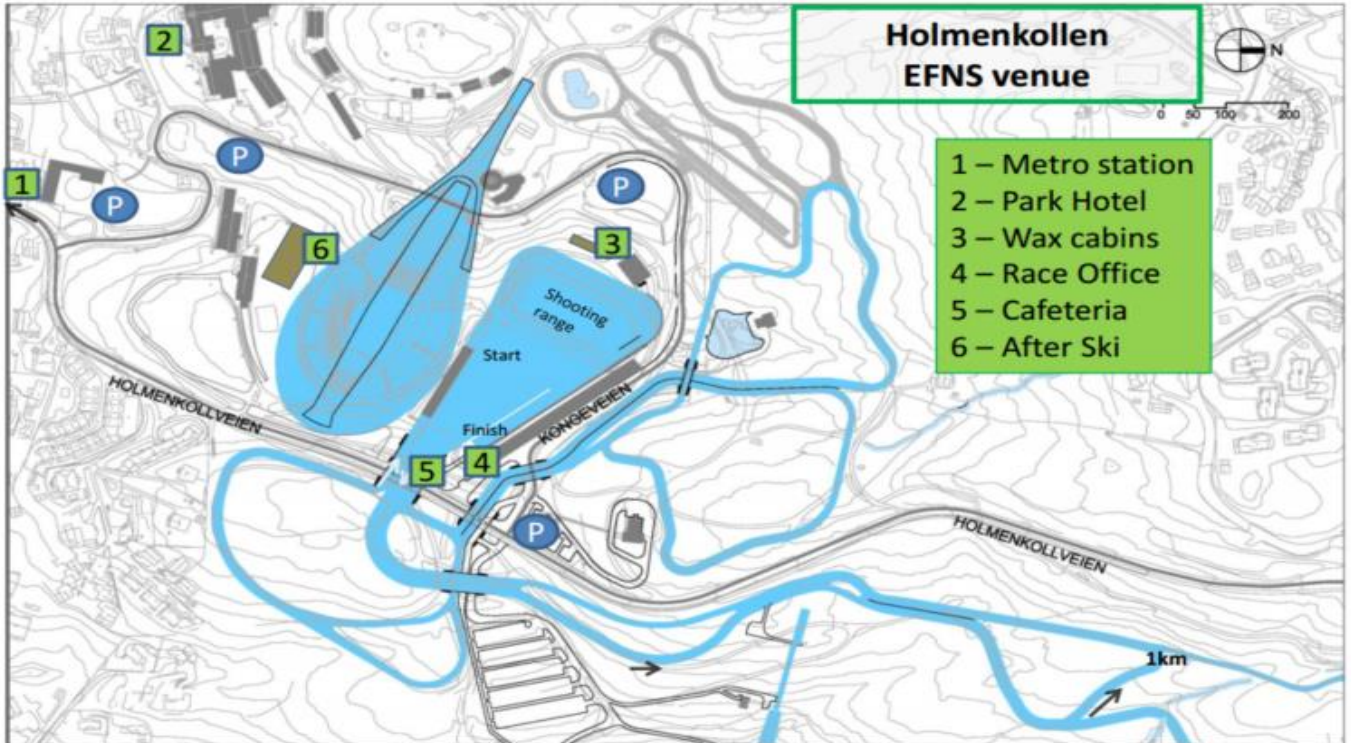 Holmenkollen
EFNS venue
N
0 50 100 200
1 – Metro station
2 – Park Hotel
3 – Wax cabins
4 – Race Office
5 – Cafeteria
6 – After Ski
2
P
1
P
P
6
3
Shooting
range
Start
HOLMENKOLLVEIEN
KONGEVEIEN
Finish
5
4
P
HOLMENKOLLVEIEN
1km